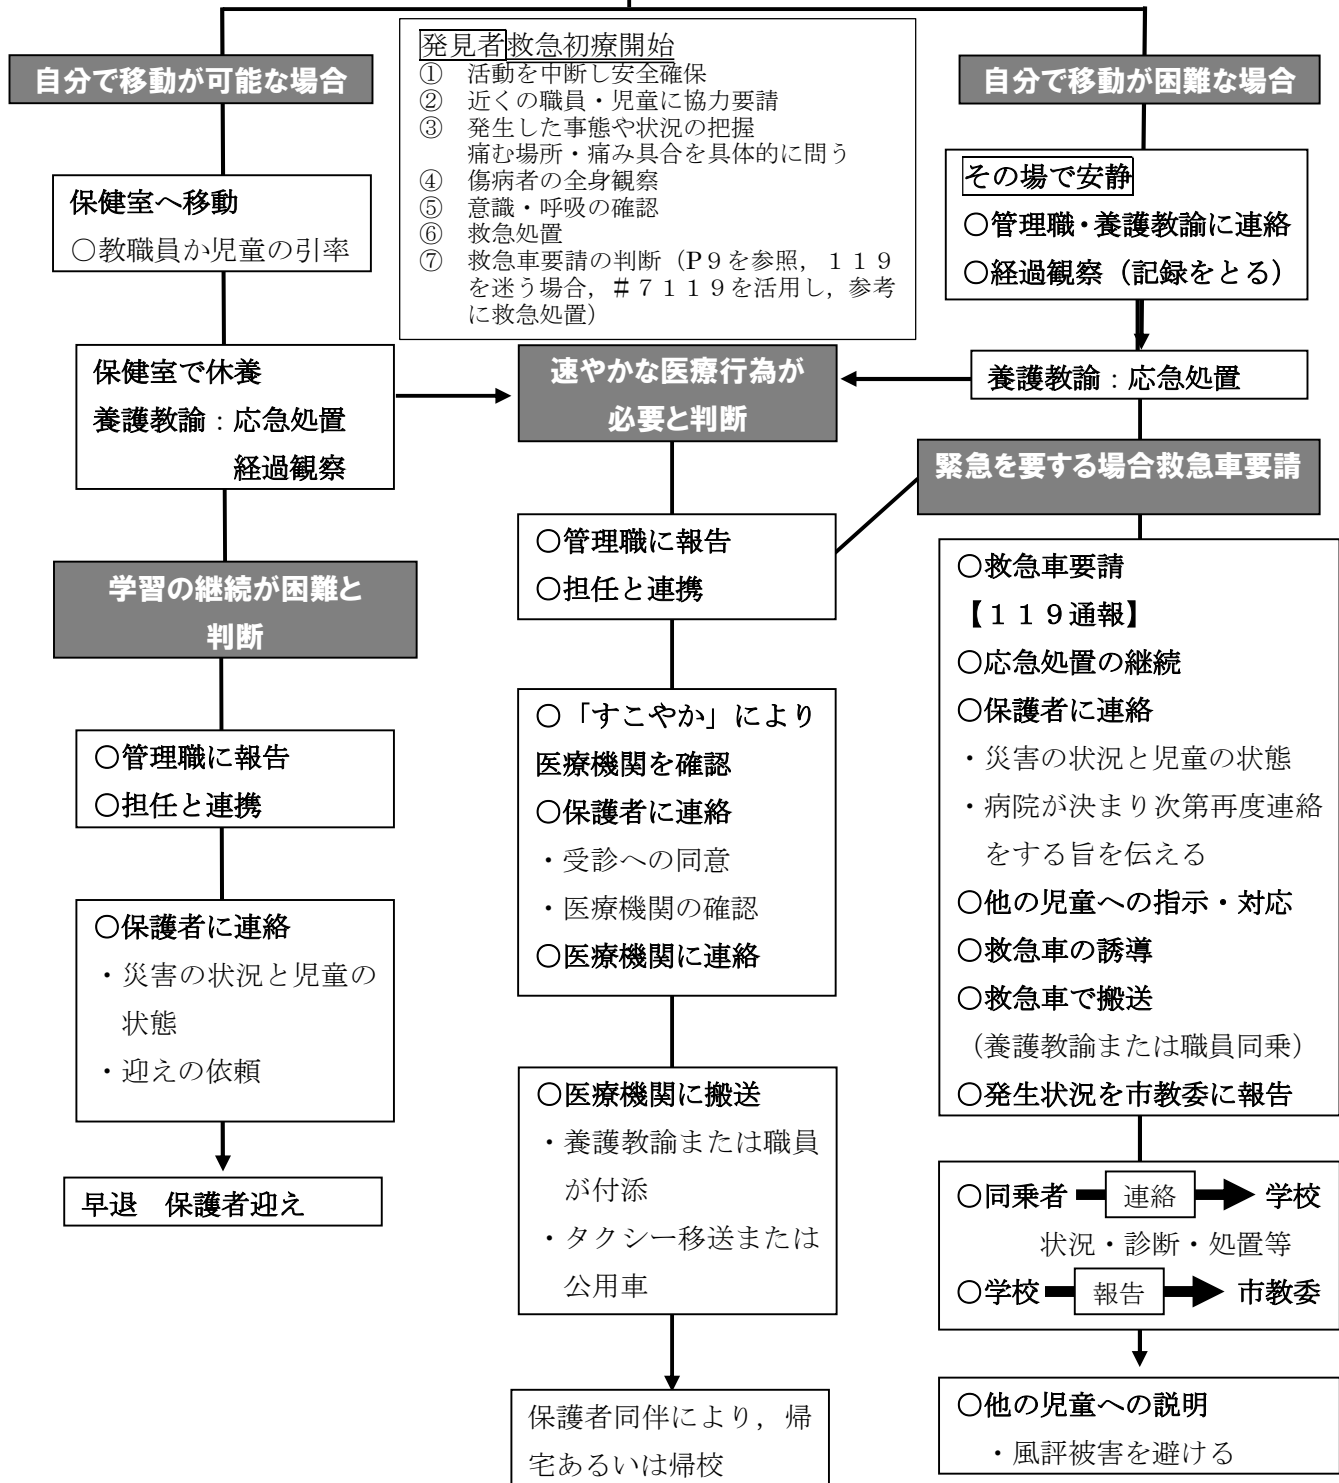 発見者救急初療開始
① 活動を中断し安全確保
② 近くの職員・児童に協力要請
③ 発生した事態や状況の把握
痛む場所・痛み具合を具体的に問う
④ 傷病者の全身観察
⑤ 意識・呼吸の確認
⑥ 救急処置
⑦ 救急車要請の判断（P９を参照，１１９
を迷う場合，＃７１１９を活用し，参考
に救急処置）
自分で移動が可能な場合
保健室へ移動
○教職員か児童の引率
保健室で休養
養護教諭：応急処置
経過観察
学習の継続が困難と
判断
○管理職に報告
○担任と連携
○保護者に連絡
・災害の状況と児童の
状態
・迎えの依頼
早退　保護者迎え
速やかな医療行為が
必要と判断
○管理職に報告
○担任と連携
○「すこやか」により
医療機関を確認
○保護者に連絡
・受診への同意
・医療機関の確認
○医療機関に連絡
○医療機関に搬送
・養護教諭または職員
が付添
・タクシー移送または
公用車
保護者同伴により，帰
宅あるいは帰校
自分で移動が困難な場合
その場で安静
○管理職・養護教諭に連絡
○経過観察（記録をとる）
養護教諭：応急処置
緊急を要する場合救急車要請
○救急車要請
【１１９通報】
○応急処置の継続
○保護者に連絡
・災害の状況と児童の状態
・病院が決まり次第再度連絡
をする旨を伝える
○他の児童への指示・対応
○救急車の誘導
○救急車で搬送
（養護教諭または職員同乗）
○発生状況を市教委に報告
○同乗者 連絡 学校
状況・診断・処置等
○学校 報告 市教委
○他の児童への説明
・風評被害を避ける